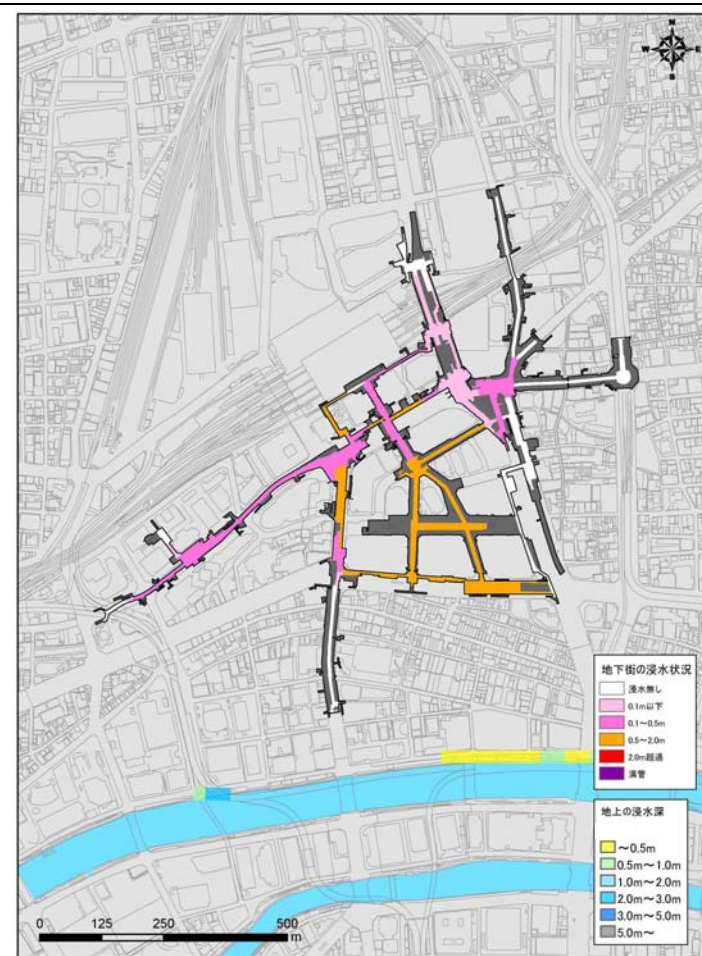 N
W E
S
地下街の浸水状況
浸水無し
0.1m以下
0.1～0.5m
0.5～2.0m
2.0m超過
満管
地上の浸水深
～0.5m
0.5m～1.0m
1.0m～2.0m
2.0m～3.0m
3.0m～5.0m
5.0m～
0 125 250 500
m